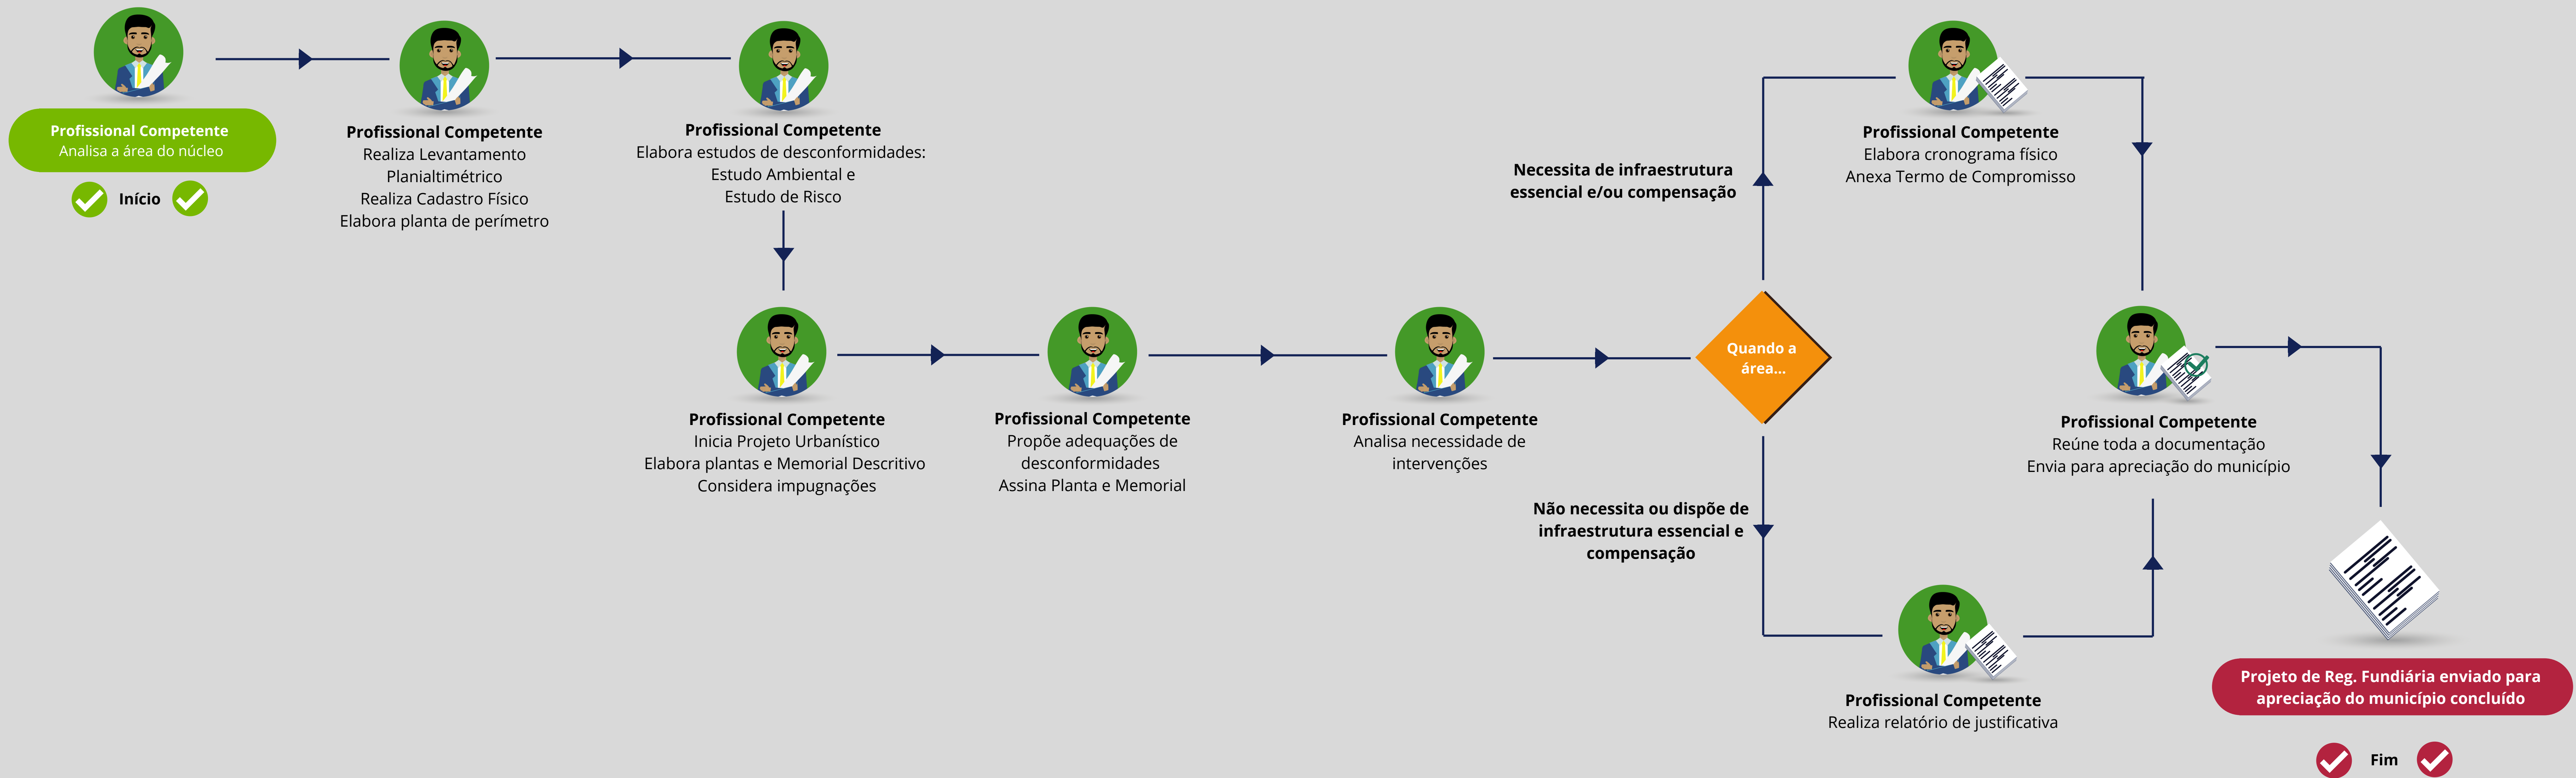 Profissional Competente
Analisa a área do núcleo
Início
Profissional Competente
Realiza Levantamento
Planialtimétrico
Realiza Cadastro Físico
Elabora planta de perímetro
Profissional Competente
Elabora estudos de desconformidades:
Estudo Ambiental e
Estudo de Risco
Profissional Competente
Inicia Projeto Urbanístico
Elabora plantas e Memorial Descritivo
Considera impugnações
Profissional Competente
Propõe adequações de
desconformidades
Assina Planta e Memorial
Profissional Competente
Analisa necessidade de
intervenções
Quando a
área...
Necessita de infraestrutura
essencial e/ou compensação
Profissional Competente
Elabora cronograma físico
Anexa Termo de Compromisso
Não necessita ou dispõe de
infraestrutura essencial e
compensação
Profissional Competente
Realiza relatório de justificativa
Profissional Competente
Reúne toda a documentação
Envia para apreciação do município
Projeto de Reg. Fundiária enviado para
apreciação do município concluído
Fim